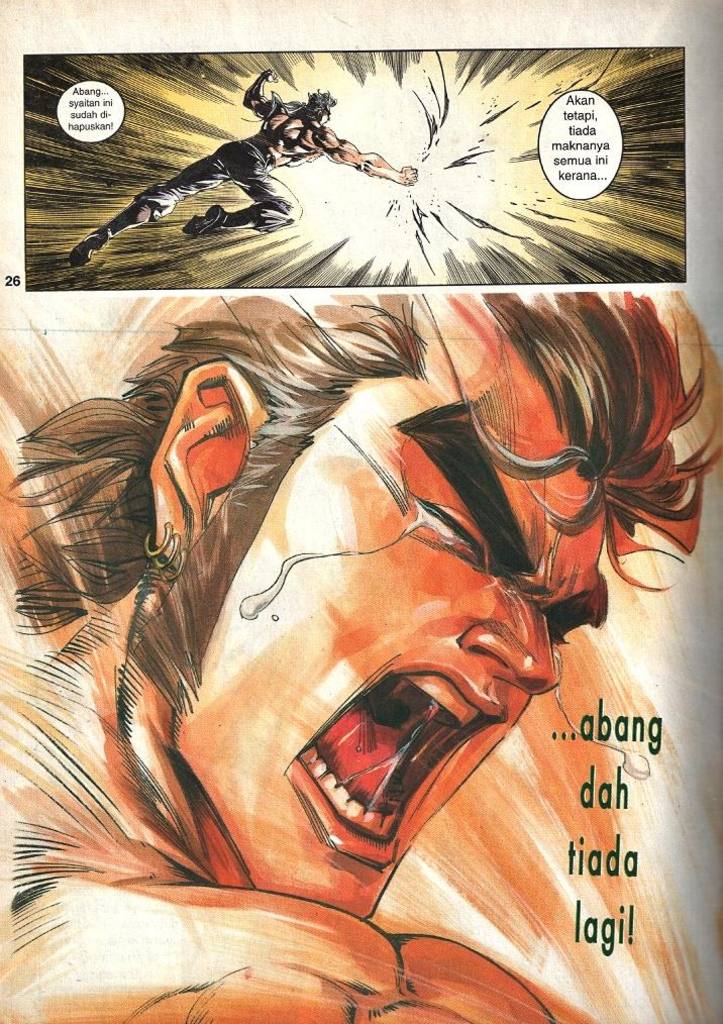 Abang...
syaitan ini
sudah di-
hapuskan!
Akan
tetapi,
tiada
maknanya
semua ini
kerana...
26
...abang
dah
tiada
lagi!